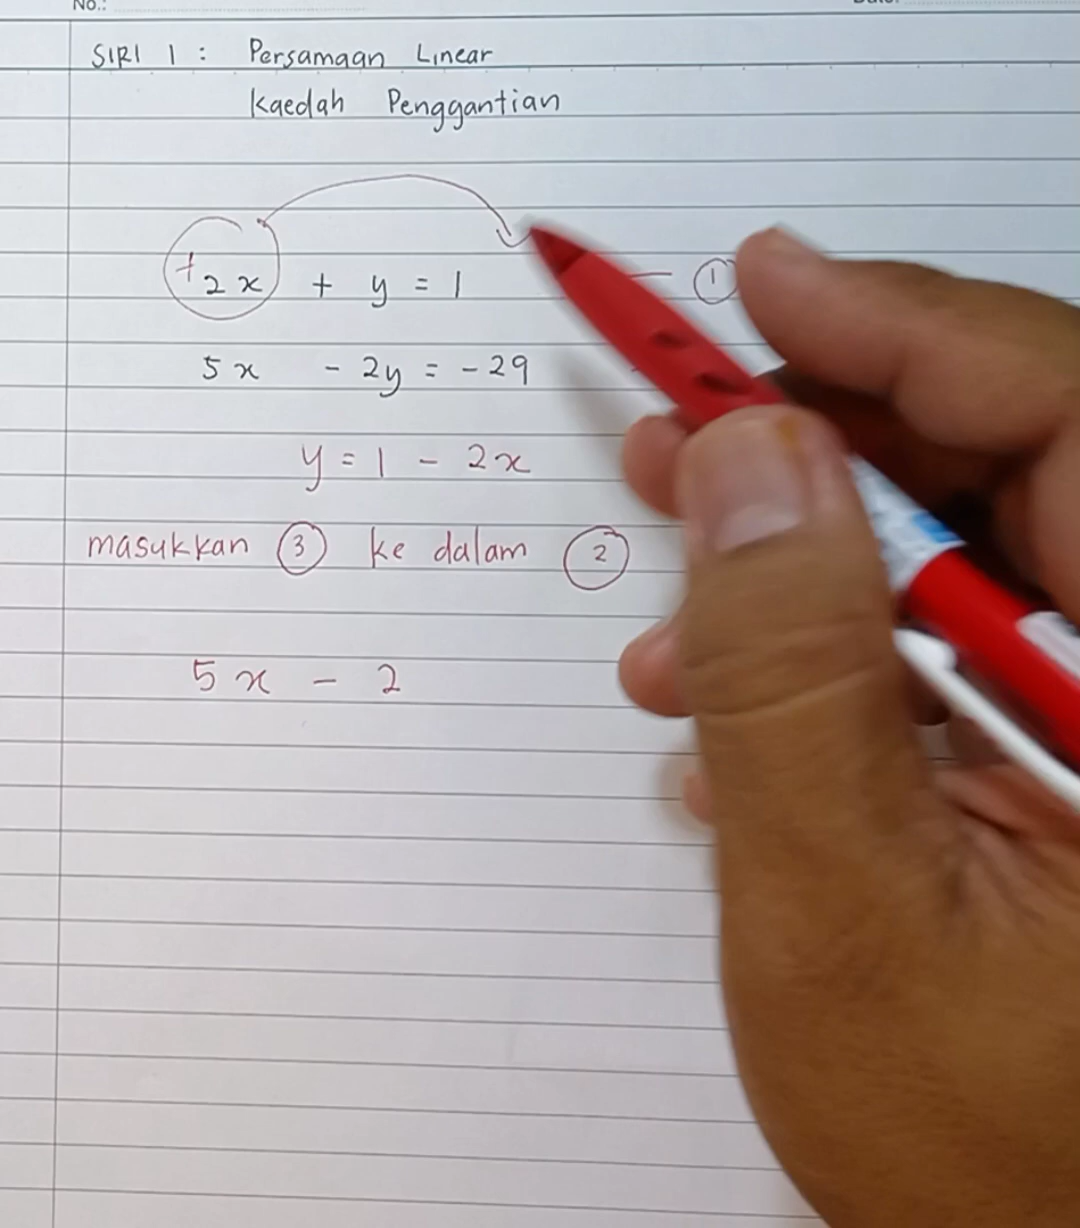 No.:
SIRI 1 : Persamaan Linear
Kaedah Penggantian
+2x + y = 1 — ①
5x - 2y = -29
y = 1 - 2x
masukkan ③ ke dalam ②
5x - 2